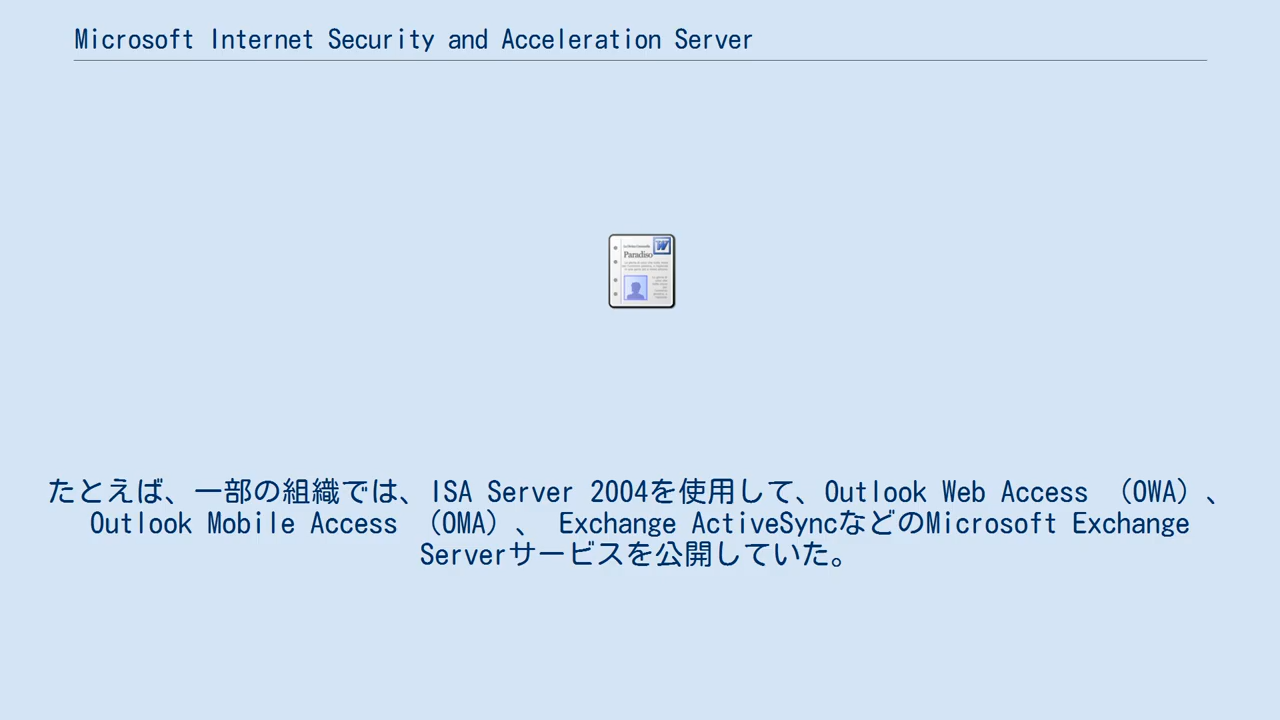 Microsoft Internet Security and Acceleration Server
Paradiso
たとえば、一部の組織では、ISA Server 2004を使用して、Outlook Web Access （OWA）、
Outlook Mobile Access （OMA）、 Exchange ActiveSyncなどのMicrosoft Exchange
Serverサービスを公開していた。